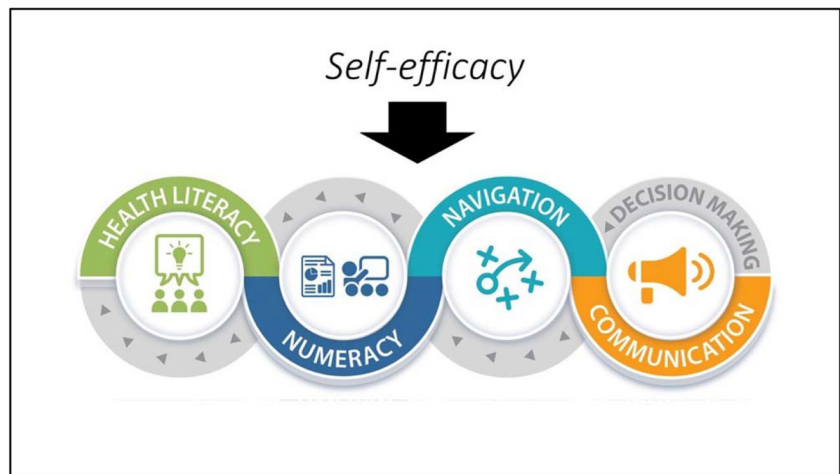 Self-efficacy
HEALTH LITERACY
NUMERACY
NAVIGATION
DECISION MAKING
COMMUNICATION